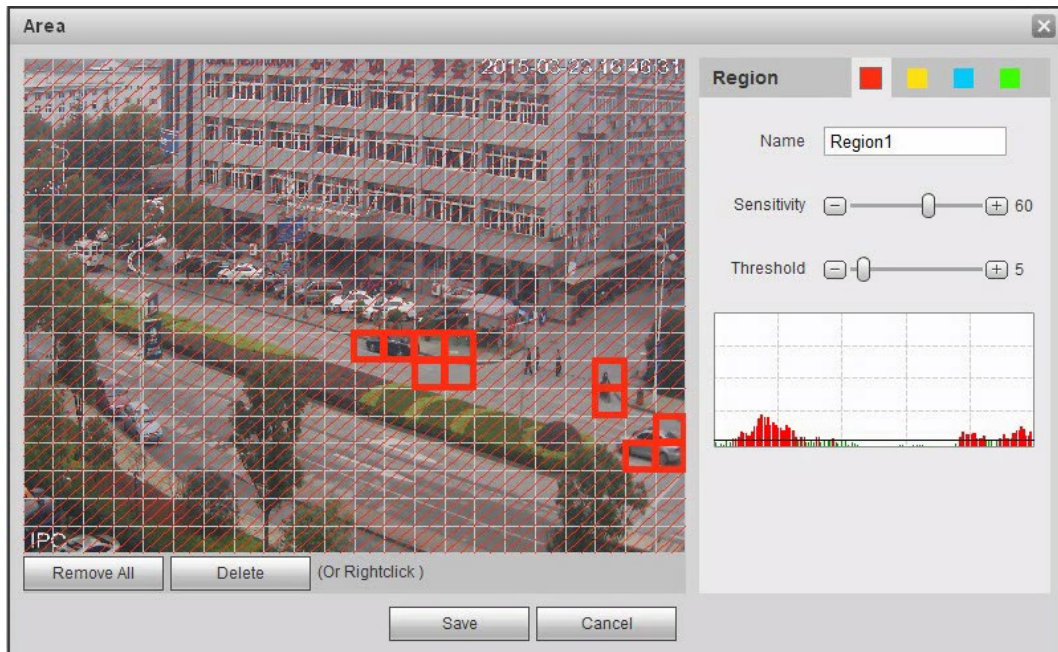 Area
2015-03-23 16:46:31
IPC
Region
Name Region1
Sensitivity 60
Threshold 5
Remove All Delete (Or Rightclick )
Save Cancel